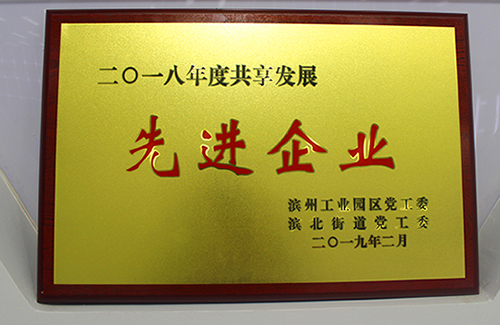 二〇一八年度共享发展
先进企业
滨州工业园区党工委
滨北街道党工委
二〇一九年二月